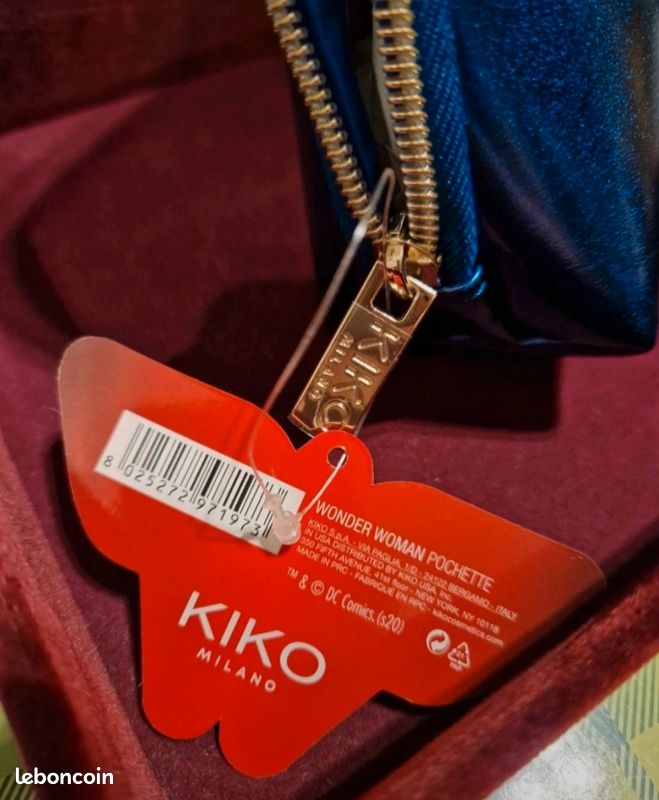 KIKO
MILANO
8 025272 971973
WONDER WOMAN POCHETTE
KIKO S.p.A. - VIA PAGLIA, 1/D - 24122 BERGAMO - ITALY
IN USA DISTRIBUTED BY KIKO USA, Inc.
350 FIFTH AVENUE 41st floor - NEW YORK, NY 10118
MADE IN PRC - FABRIQUÉ EN RPC - kikocosmetics.com
™ & © DC Comics. (s20)
KIKO
MILANO
leboncoin